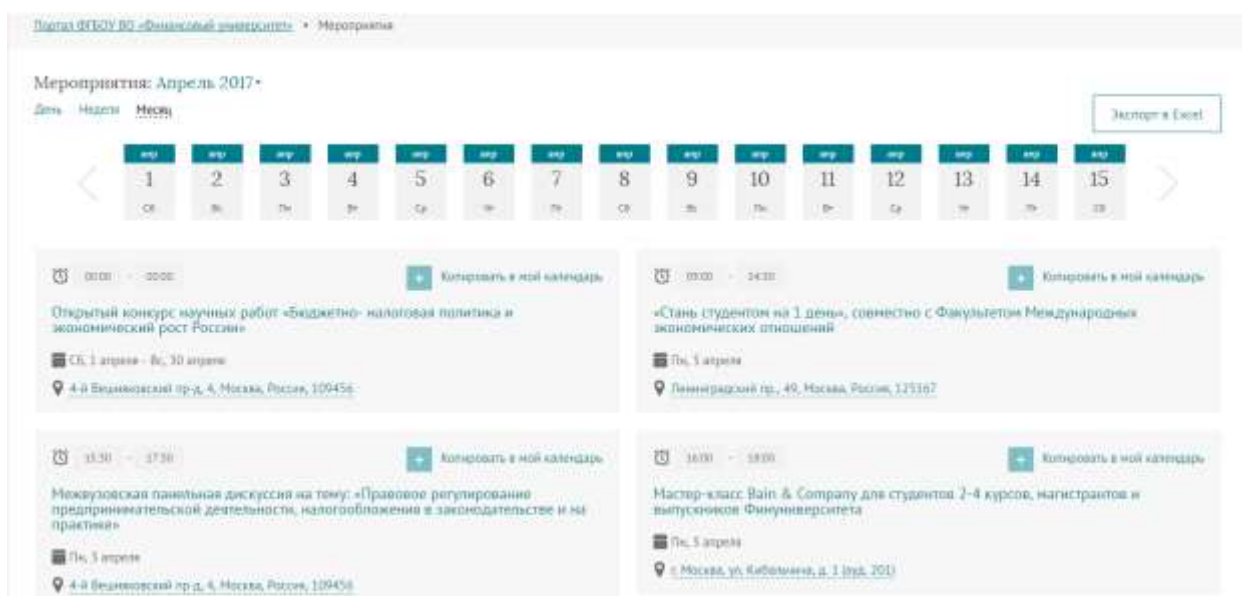 Портал ФГБОУ ВО «Финансовый университет» • Мероприятия
Мероприятия: Апрель 2017
День Неделя Месяц
Экспорт в Excel
апр апр апр апр апр апр апр апр апр апр апр апр апр апр апр
1 2 3 4 5 6 7 8 9 10 11 12 13 14 15
Сб Вс Пн Вт Ср Чт Пт Сб Вс Пн Вт Ср Чт Пт Сб
00:00 - 00:00 Копировать в мой календарь
Открытый конкурс научных работ «Бюджетно- налоговая политика и
экономический рост России»
Сб, 1 апреля - Вс, 30 апреля
4-й Вешняковский пр-д, 4, Москва, Россия, 109456
09:00 - 14:30 Копировать в мой календарь
«Стань студентом на 1 день», совместно с Факультетом Международных
экономических отношений
Пн, 3 апреля
Ленинградский пр., 49, Москва, Россия, 125167
15:30 - 17:30 Копировать в мой календарь
Межвузовская панельная дискуссия на тему: «Правовое регулирование
предпринимательской деятельности, налогообложения в законодательстве и на
практике»
Пн, 3 апреля
4-й Вешняковский пр-д, 4, Москва, Россия, 109456
16:00 - Копировать в мой календарь
Мастер-класс Bain & Company для студентов 2-4 курсов, магистрантов и
выпускников Финуниверситета
Пн, 3 апреля
г. Москва, ул. Кибальчича, д. 1 (ауд. 201)